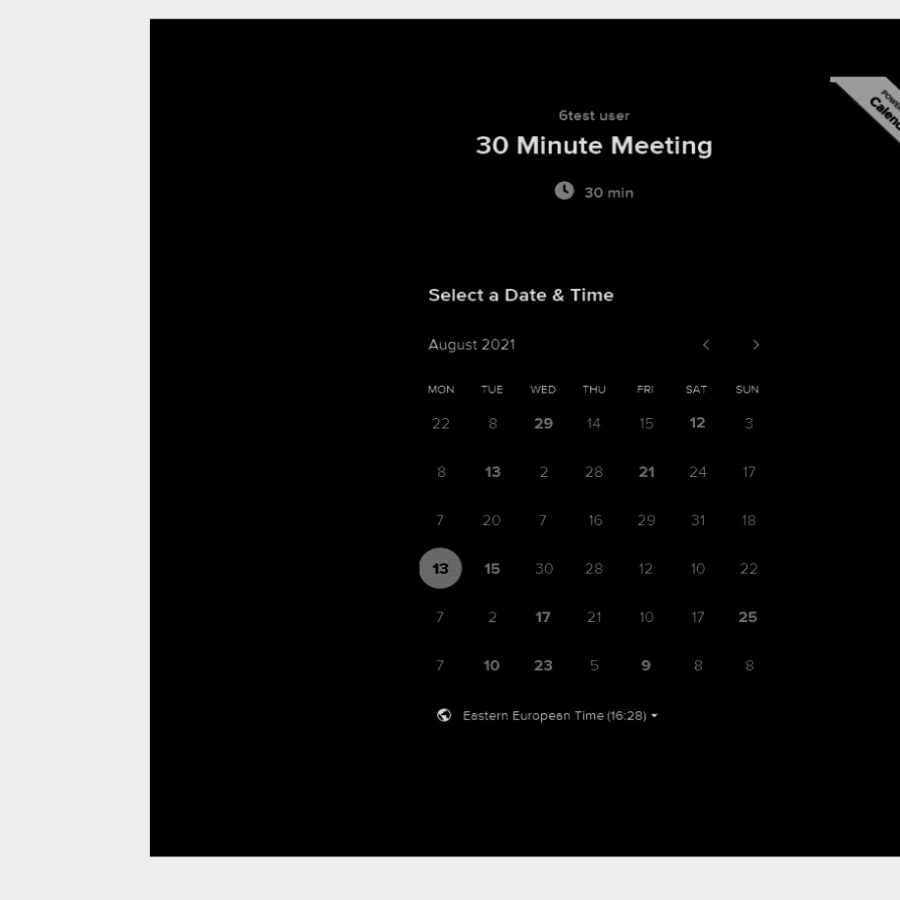 POWE
Calend
6test user
30 Minute Meeting
30 min
Select a Date & Time
August 2021
MON TUE WED THU FRI SAT SUN
22 8 29 14 15 12 3
8 13 2 28 21 24 17
7 20 7 16 29 31 18
13 15 30 28 12 10 22
7 2 17 21 10 17 25
7 10 23 5 9 8 8
Eastern European Time (16:28)